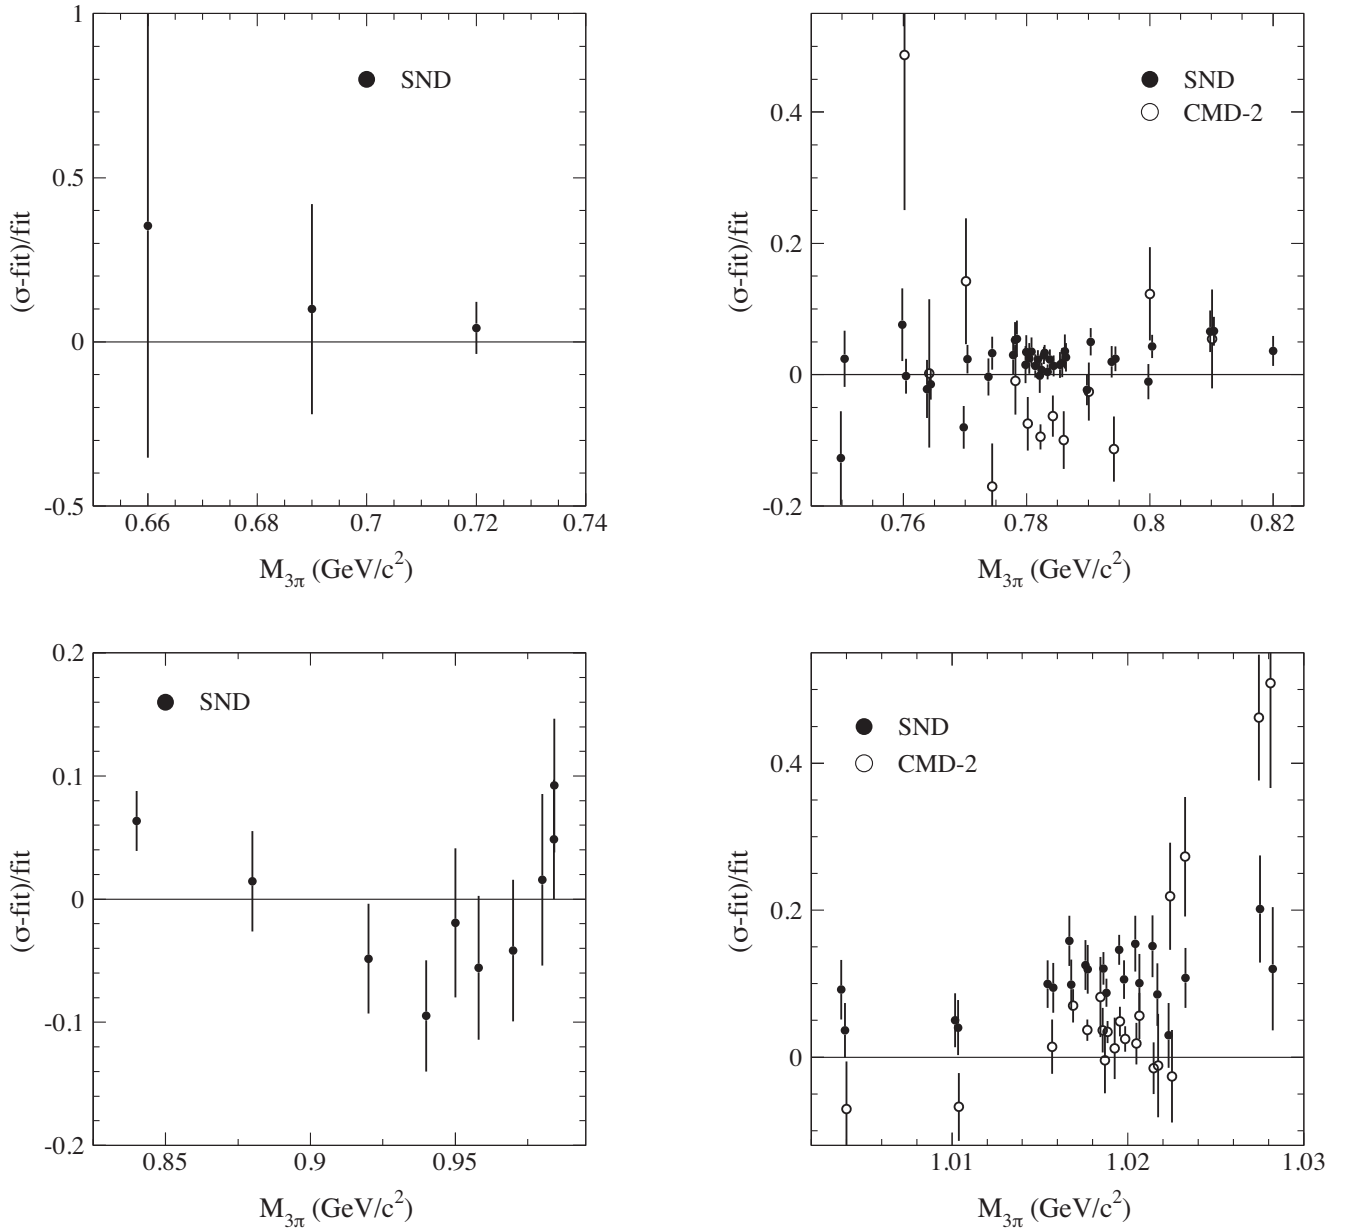 1
0.5
0
-0.5
0.66 0.68 0.7 0.72 0.74
(σ-fit)/fit
M3π (GeV/c2)
SND
0.4
0.2
0
-0.2
0.76 0.78 0.8 0.82
(σ-fit)/fit
M3π (GeV/c2)
SND
CMD-2
0.2
0.1
0
-0.1
-0.2
0.85 0.9 0.95
(σ-fit)/fit
M3π (GeV/c2)
SND
0.4
0.2
0
1.01 1.02 1.03
(σ-fit)/fit
M3π (GeV/c2)
SND
CMD-2